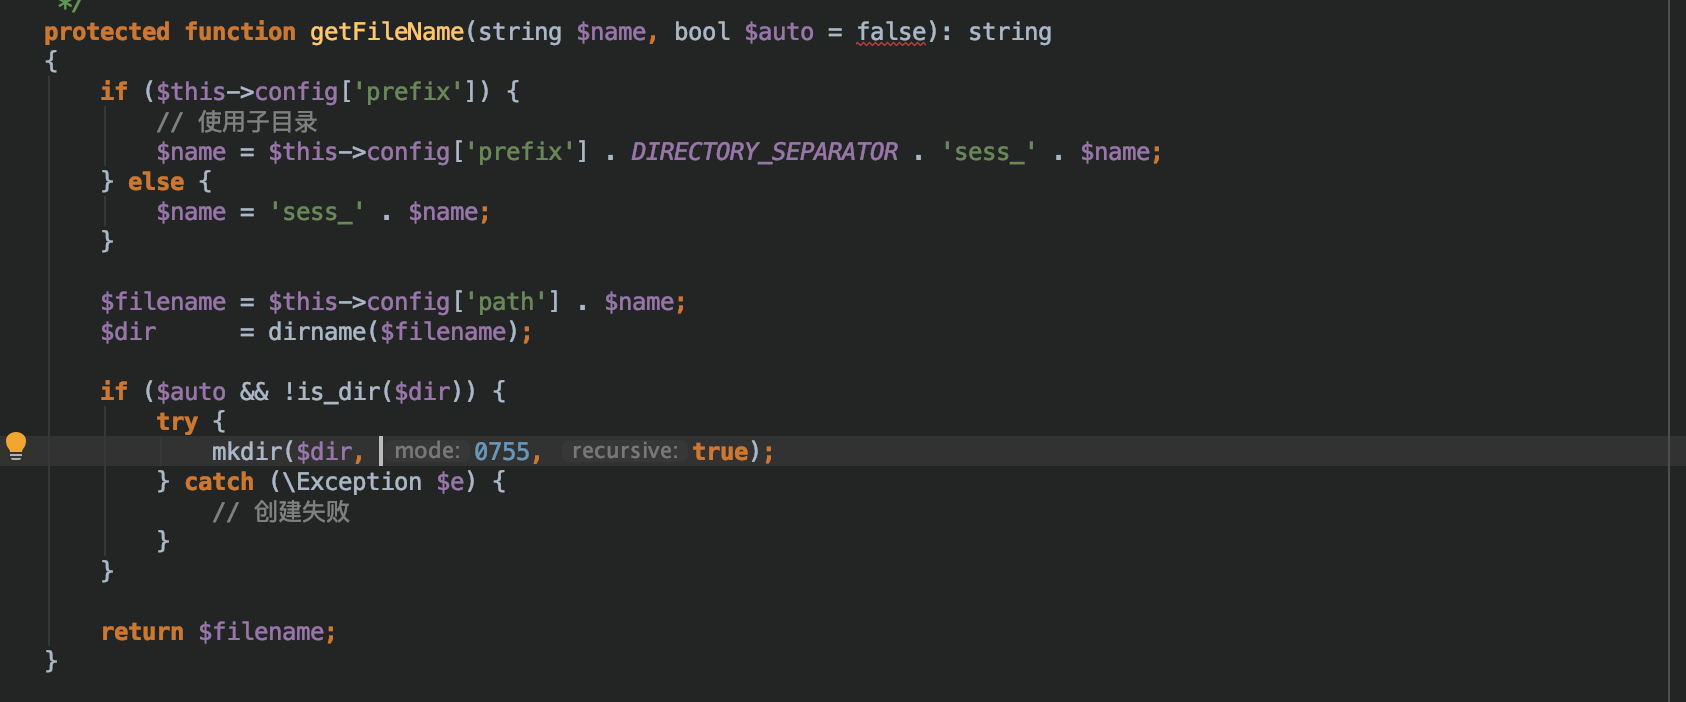 */
protected function getFileName(string $name, bool $auto = false): string
{
if ($this->config['prefix']) {
// 使用子目录
$name = $this->config['prefix'] . DIRECTORY_SEPARATOR . 'sess_' . $name;
} else {
$name = 'sess_' . $name;
}
$filename = $this->config['path'] . $name;
$dir = dirname($filename);
if ($auto && !is_dir($dir)) {
try {
mkdir($dir, mode: 0755, recursive: true);
} catch (\Exception $e) {
// 创建失败
}
}
return $filename;
}